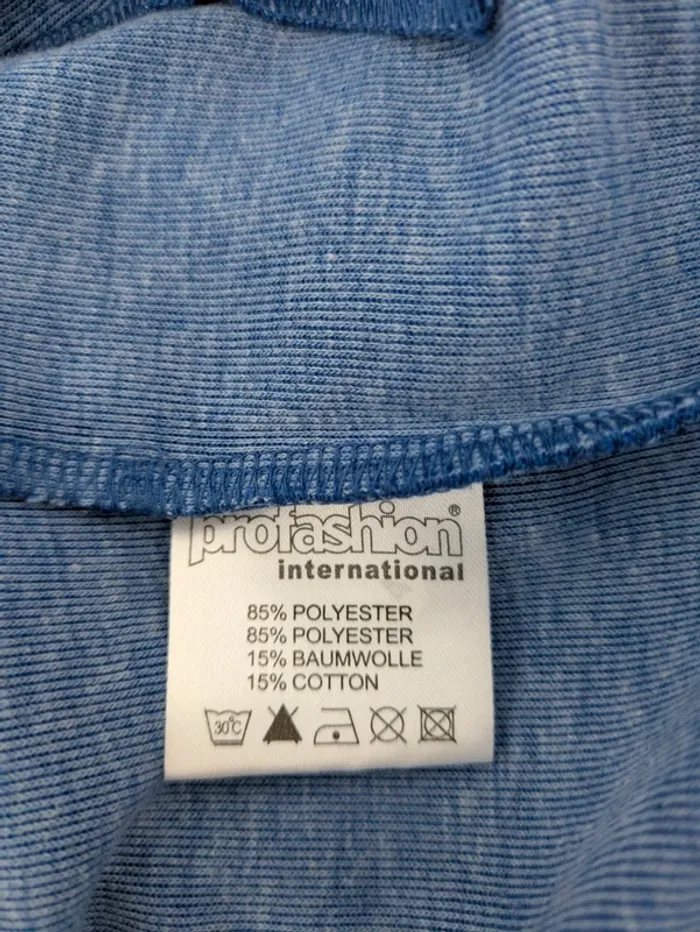 profashion®
international
85% POLYESTER
85% POLYESTER
15% BAUMWOLLE
15% COTTON
30°C